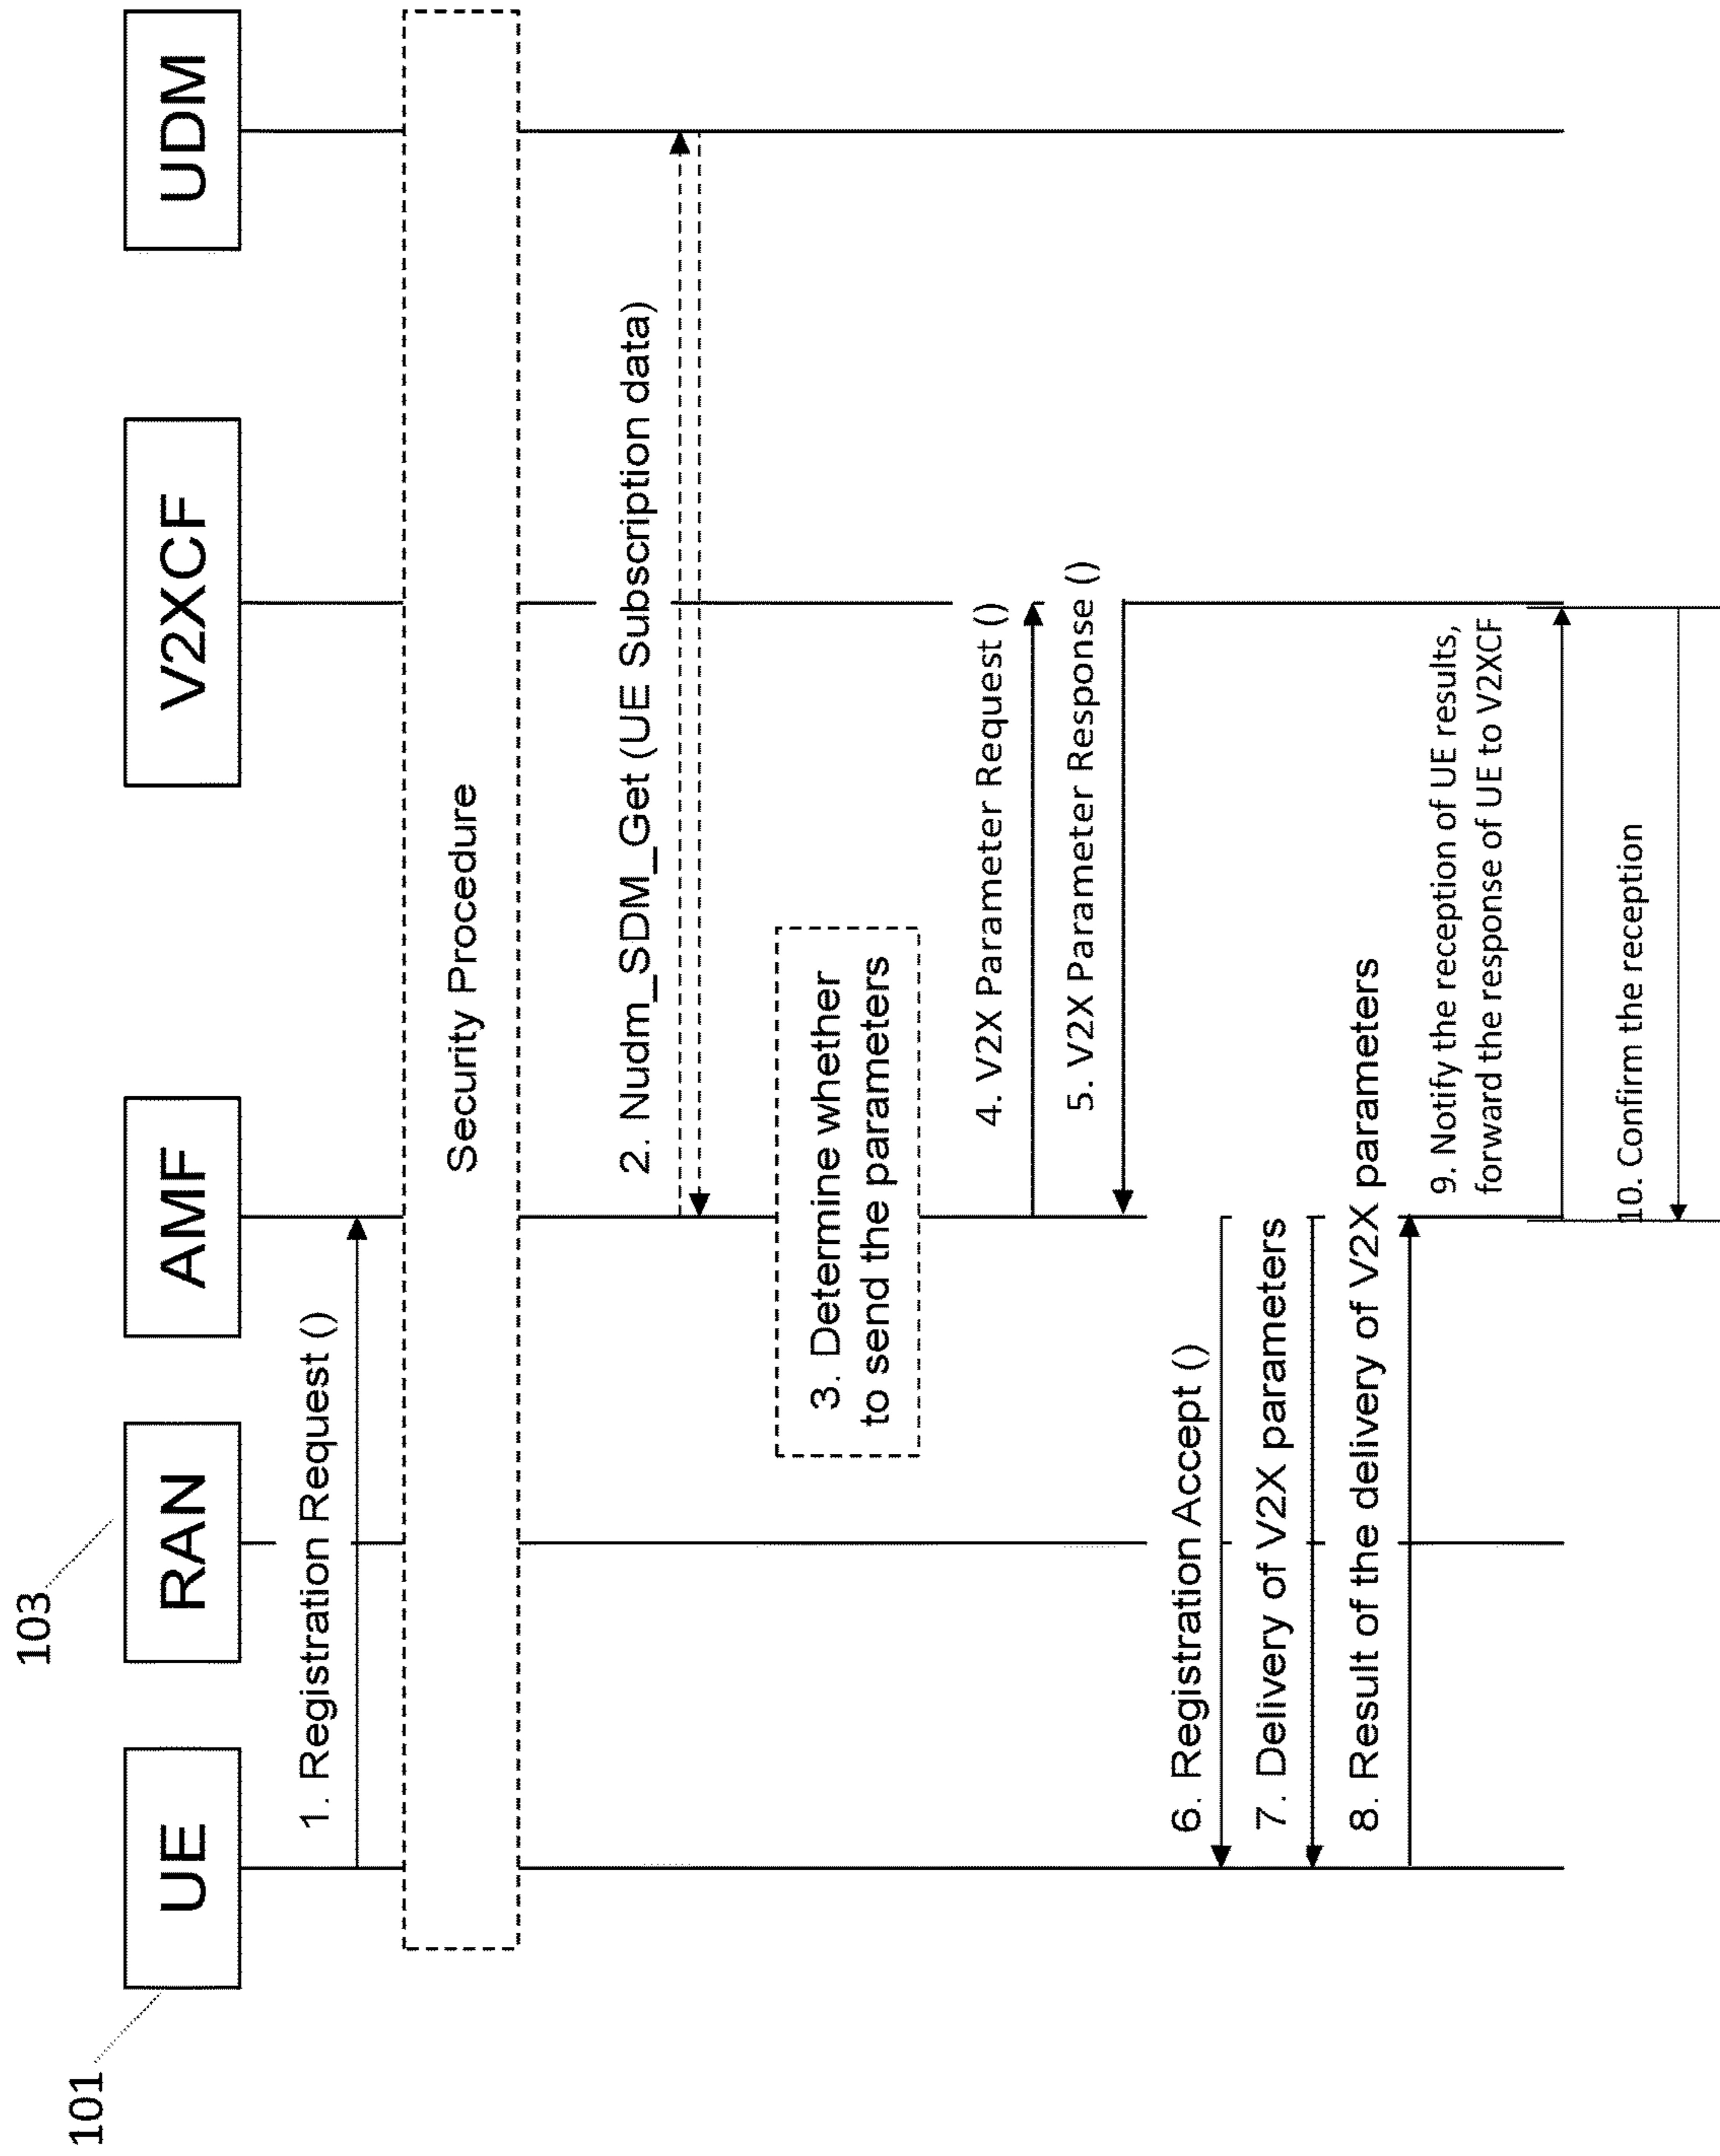 101
103
UE
RAN
AMF
V2XCF
UDM
1. Registration Request ()
Security Procedure
2. Nudm_SDM_Get (UE Subscription data)
3. Determine whether
to send the parameters
4. V2X Parameter Request ()
5. V2X Parameter Response ()
6. Registration Accept ()
7. Delivery of V2X parameters
8. Result of the delivery of V2X parameters
9. Notify the reception of UE results,
forward the response of UE to V2XCF
10. Confirm the reception